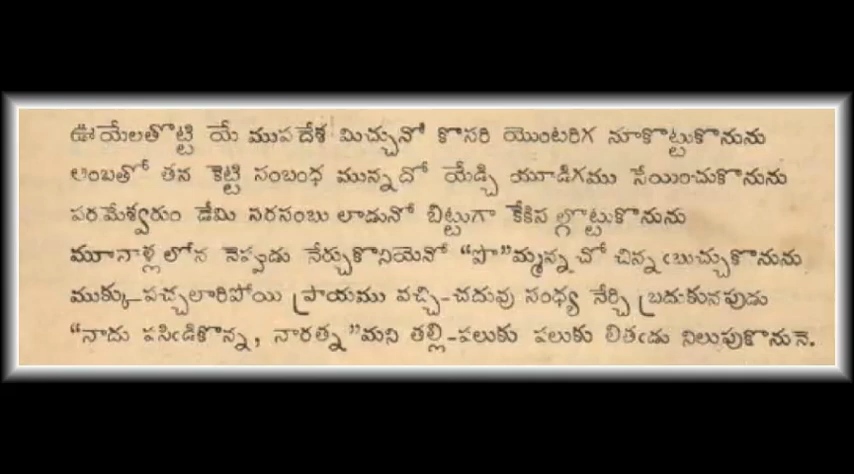 ఊయేలతొట్టి యే ముపదేశ మిచ్చునో కొసరి యొంటరిగ నూకొట్టుకొనును
అంబతో తన కెట్టి సంబంధ మున్నదో యేడ్చి యూడిగము సేయించుకొనును
పరమేశ్వరుం డేమి సరసంబు లాడునో బిట్టుగా కేకిస ల్గొట్టుకొనును
మూనాళ్లలోన నెప్పుడు నేర్చుకొనియెనో “పొ”మ్మన్న చో చిన్నఁబుచ్చుకొనును
ముక్కు–పచ్చలారిపోయి ప్రాయము వచ్చి–చదువు సంధ్య నేర్చి బ్రదుకునపుడు
“నాదు పసిఁడికొన్న, నారత్న”మని తల్లి–పలుకు పలుకు లితఁడు నిలుపుకొనునె.